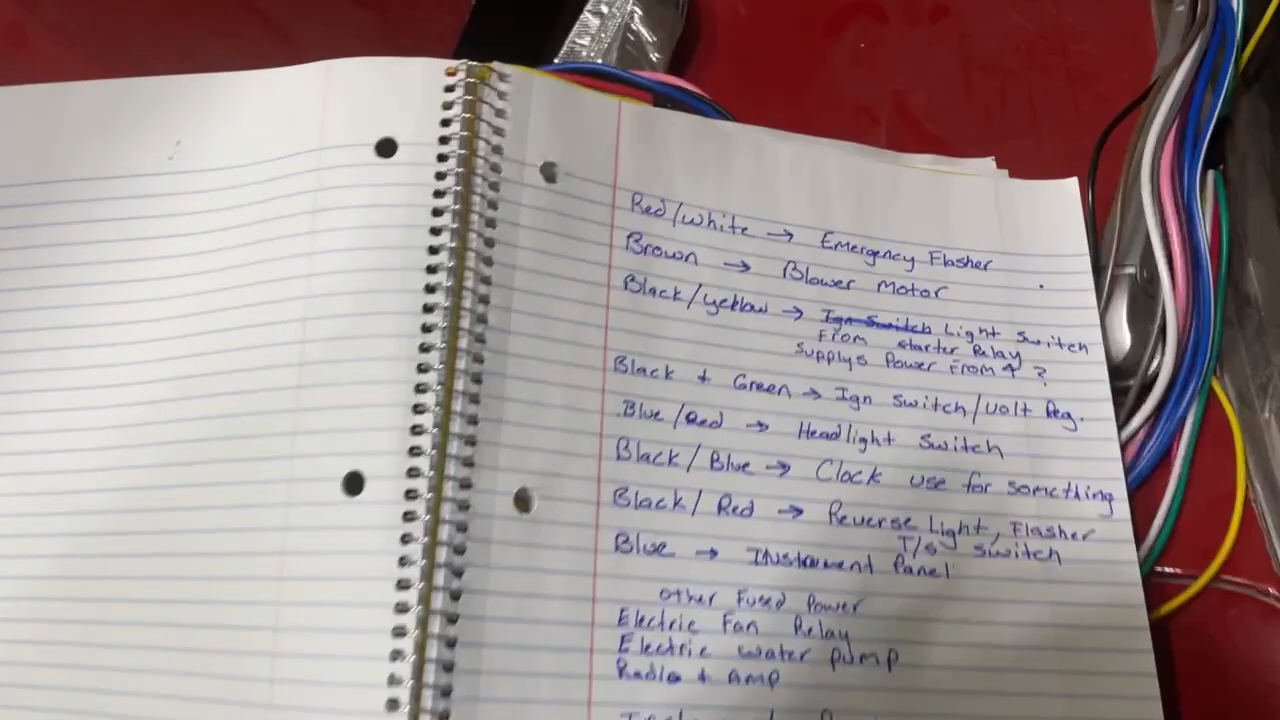 Red/white → Emergency Flasher
Brown → Blower Motor
Black/yellow → Ign Switch Light Switch
From starter Relay
supplys Power From 4 ?
Black + Green → Ign Switch/Volt Reg.
Blue/Red → Headlight Switch
Black/Blue → Clock use for something
Black/Red → Reverse Light, Flasher
T/S Switch
Blue → Instrument Panel
other Fused Power
Electric Fan Relay
Electric water pump
Radio + AMP